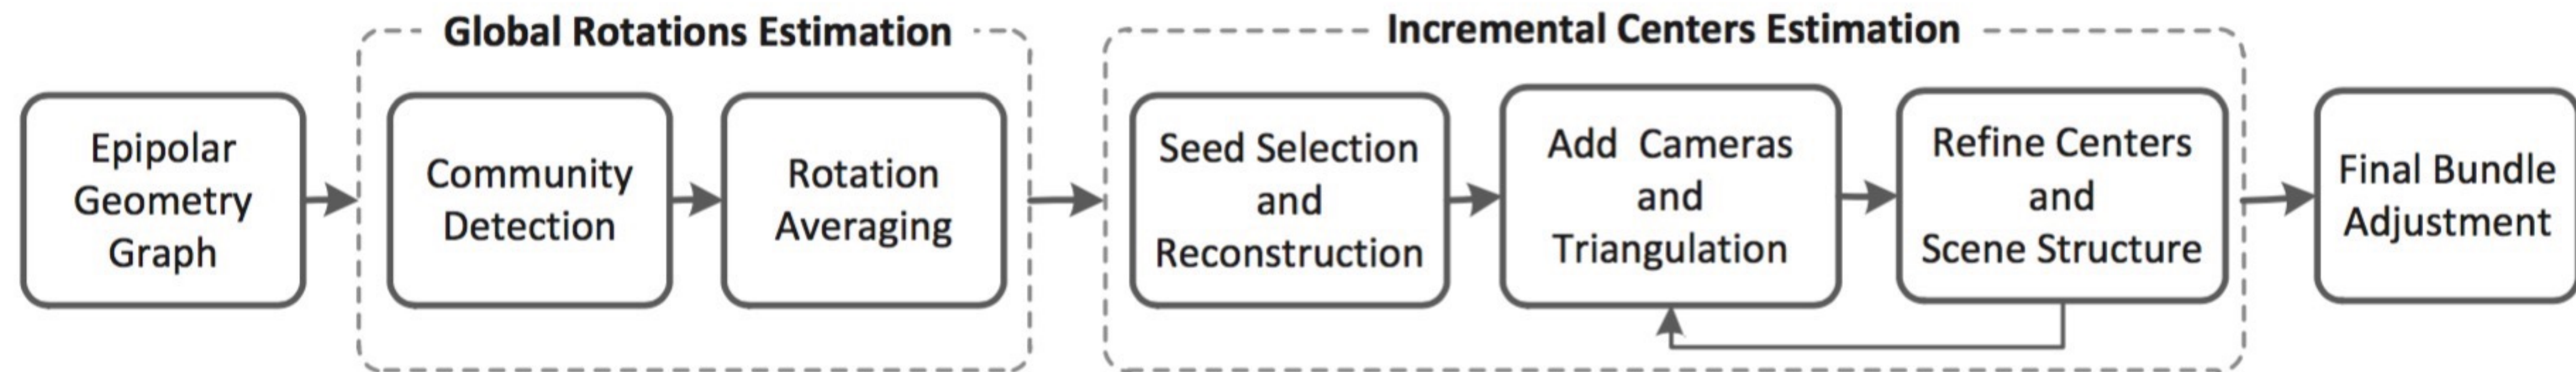 Global Rotations Estimation
Incremental Centers Estimation
Epipolar
Geometry
Graph
Community
Detection
Rotation
Averaging
Seed Selection
and
Reconstruction
Add Cameras
and
Triangulation
Refine Centers
and
Scene Structure
Final Bundle
Adjustment